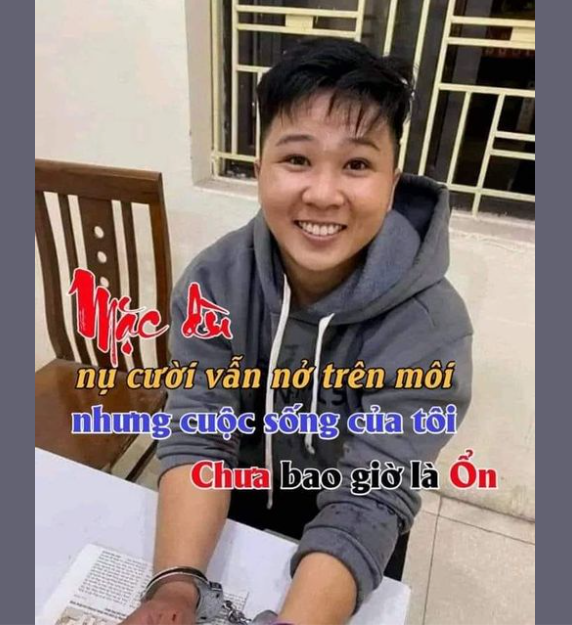 Mặc dù
nụ cười vẫn nở trên môi
nhưng cuộc sống của tôi
Chưa bao giờ là Ổn